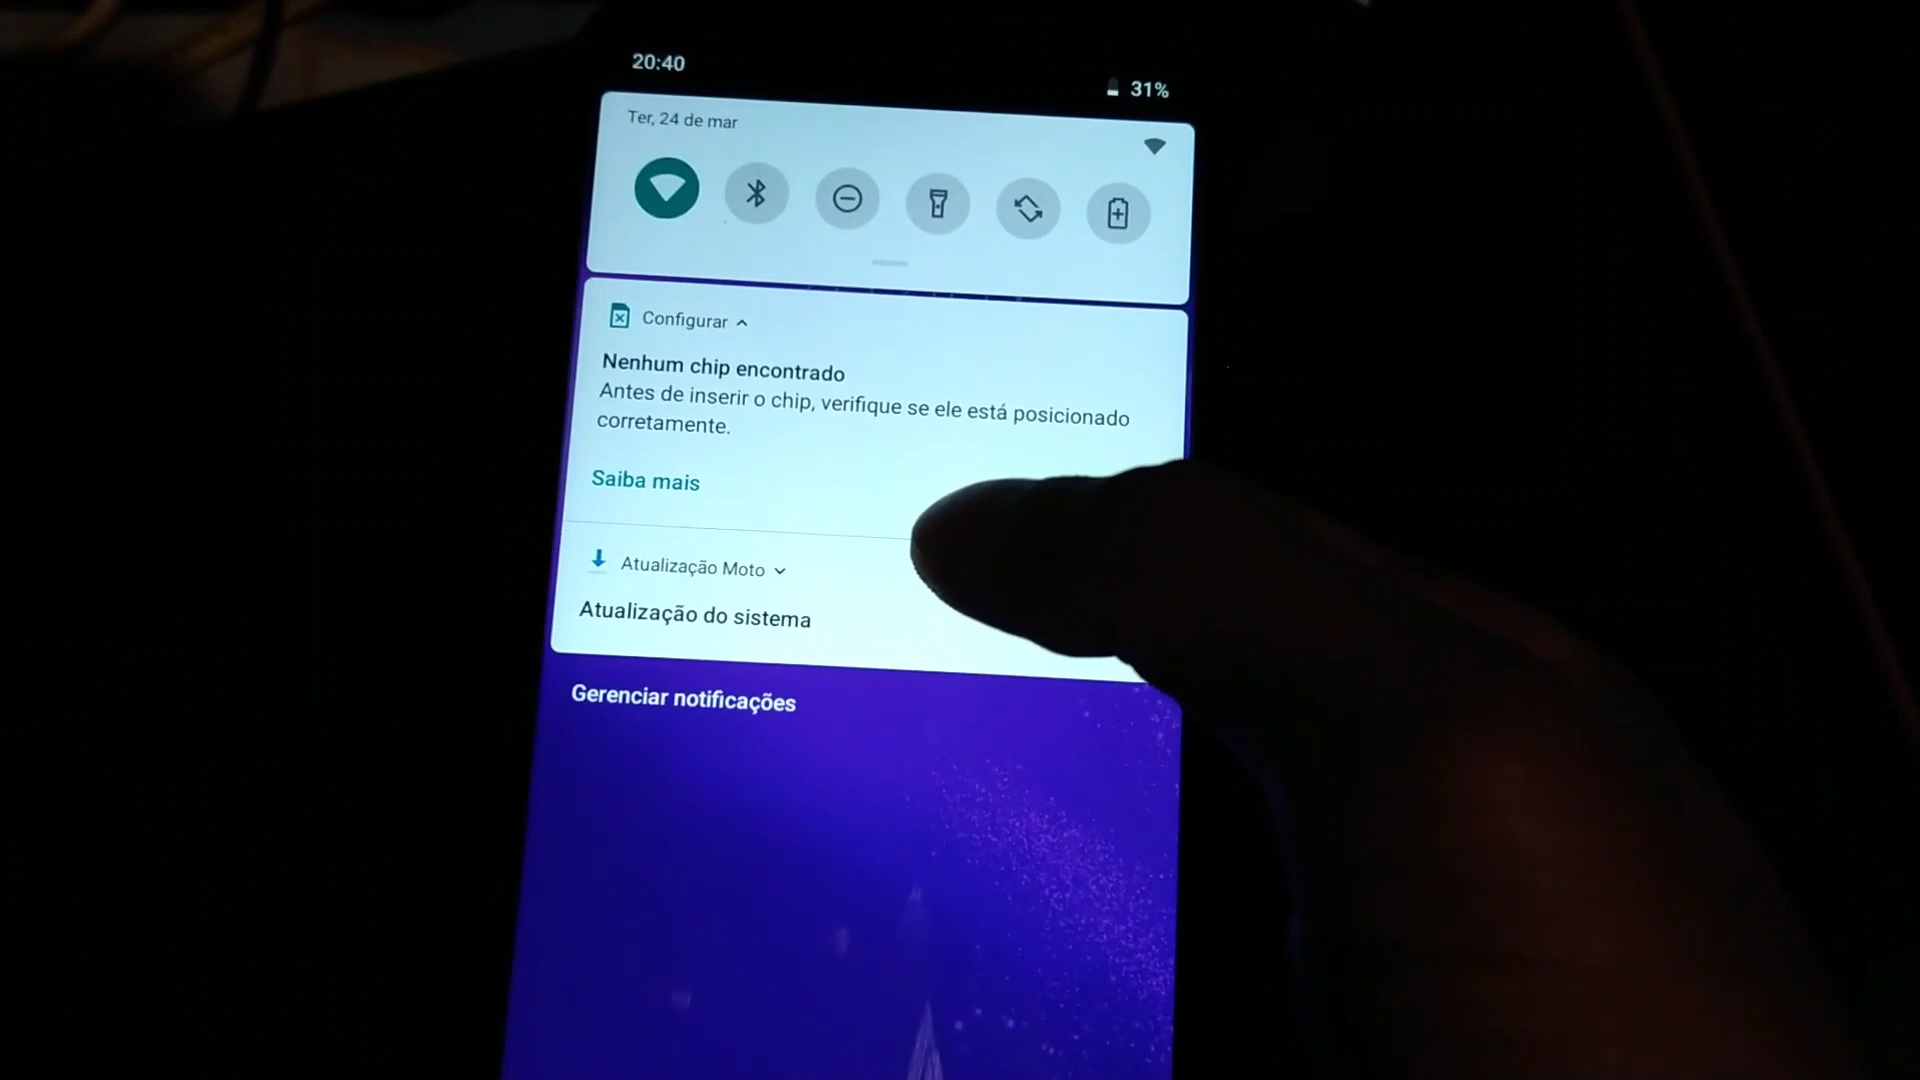 20:40
31%
Ter, 24 de mar
Configurar
Nenhum chip encontrado
Antes de inserir o chip, verifique se ele está posicionado
corretamente.
Saiba mais
Atualização Moto
Atualização do sistema
Gerenciar notificações